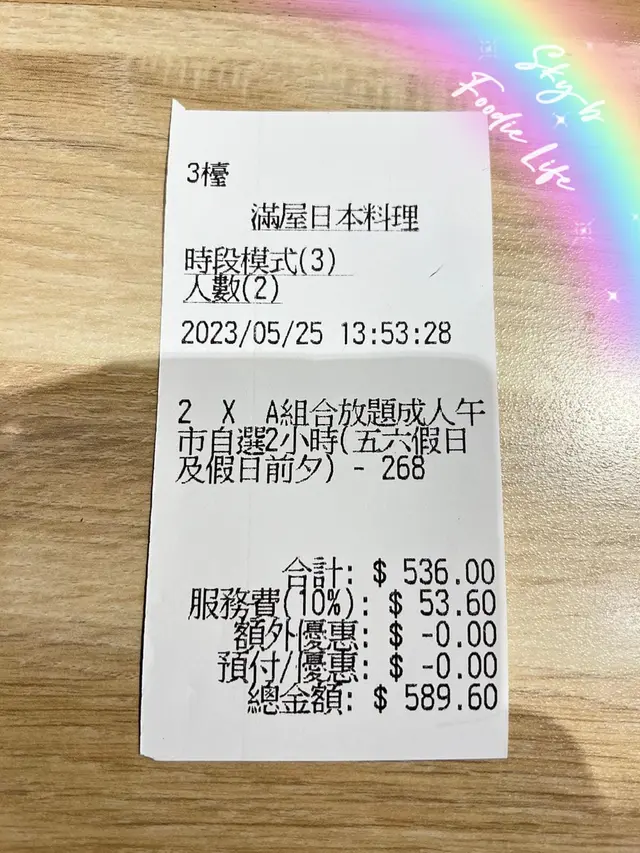 Sky b
Foodie Life
3檯
滿屋日本料理
時段模式(3)
人數(2)
2023/05/25 13:53:28
2 X A組合放題成人午
市自選2小時(五六假日
及假日前夕) - 268
合計: $ 536.00
服務費(10%): $ 53.60
額外優惠: $ -0.00
預付/優惠: $ -0.00
總金額: $ 589.60